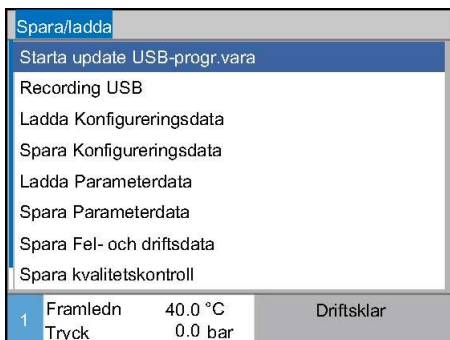 Spara/ladda
Starta update USB-progr.vara
Recording USB
Ladda Konfigureringsdata
Spara Konfigureringsdata
Ladda Parameterdata
Spara Parameterdata
Spara Fel- och driftsdata
Spara kvalitetskontroll
1 Framledn 40.0 °C Driftsklar
Tryck 0.0 bar